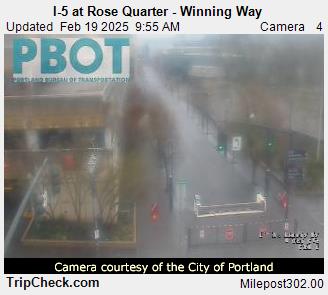 I-5 at Rose Quarter - Winning Way
Updated Feb 19 2025 9:55 AM Camera 4
PBOT
PORTLAND BUREAU OF TRANSPORTATION
Camera courtesy of the City of Portland
TripCheck.com Milepost302.00